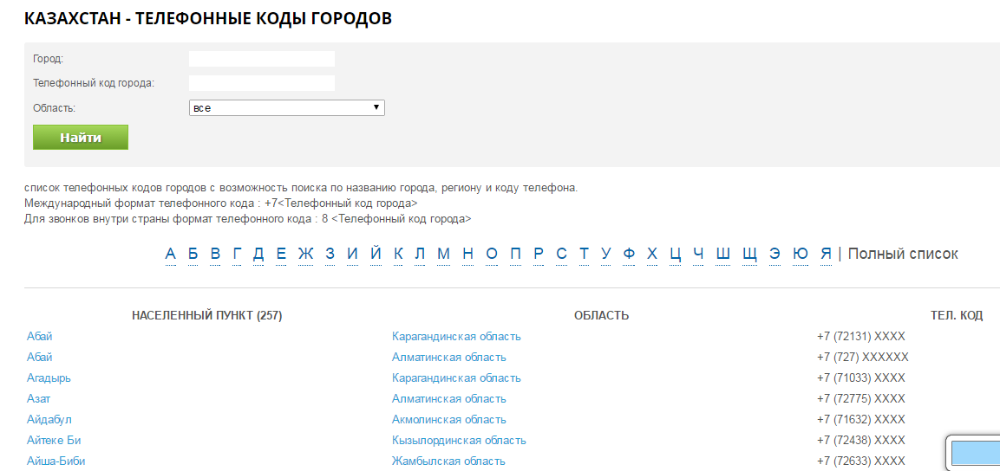 КАЗАХСТАН - ТЕЛЕФОННЫЕ КОДЫ ГОРОДОВ
Город:
Телефонный код города:
Область: все
Найти
список телефонных кодов городов с возможность поиска по названию города, региону и коду телефона.
Международный формат телефонного кода : +7<Телефонный код города>
Для звонков внутри страны формат телефонного кода : 8 <Телефонный код города>
А Б В Г Д Е Ж З И Й К Л М Н О П Р С Т У Ф Х Ц Ч Ш Щ Э Ю Я | Полный список
НАСЕЛЕННЫЙ ПУНКТ (257) ОБЛАСТЬ ТЕЛ. КОД
Абай Карагандинская область +7 (72131) XXXX
Абай Алматинская область +7 (727) XXXXXX
Агадырь Карагандинская область +7 (71033) XXXX
Азат Алматинская область +7 (72775) XXXX
Айдабул Акмолинская область +7 (71632) XXXX
Айтеке Би Кызылординская область +7 (72438) XXXX
Айша-Биби Жамбылская область +7 (72633) XXXX